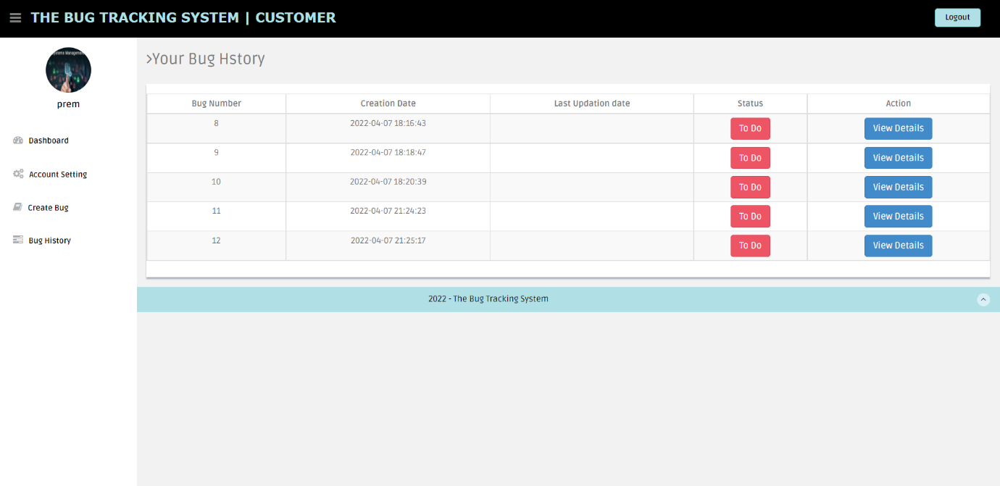 THE BUG TRACKING SYSTEM | CUSTOMER
Logout
prem
Dashboard
Account Setting
Create Bug
Bug History
>Your Bug Hstory
Bug Number Creation Date Last Updation date Status Action
8 2022-04-07 18:16:43 To Do View Details
9 2022-04-07 18:18:47 To Do View Details
10 2022-04-07 18:20:39 To Do View Details
11 2022-04-07 21:24:23 To Do View Details
12 2022-04-07 21:25:17 To Do View Details
2022 - The Bug Tracking System